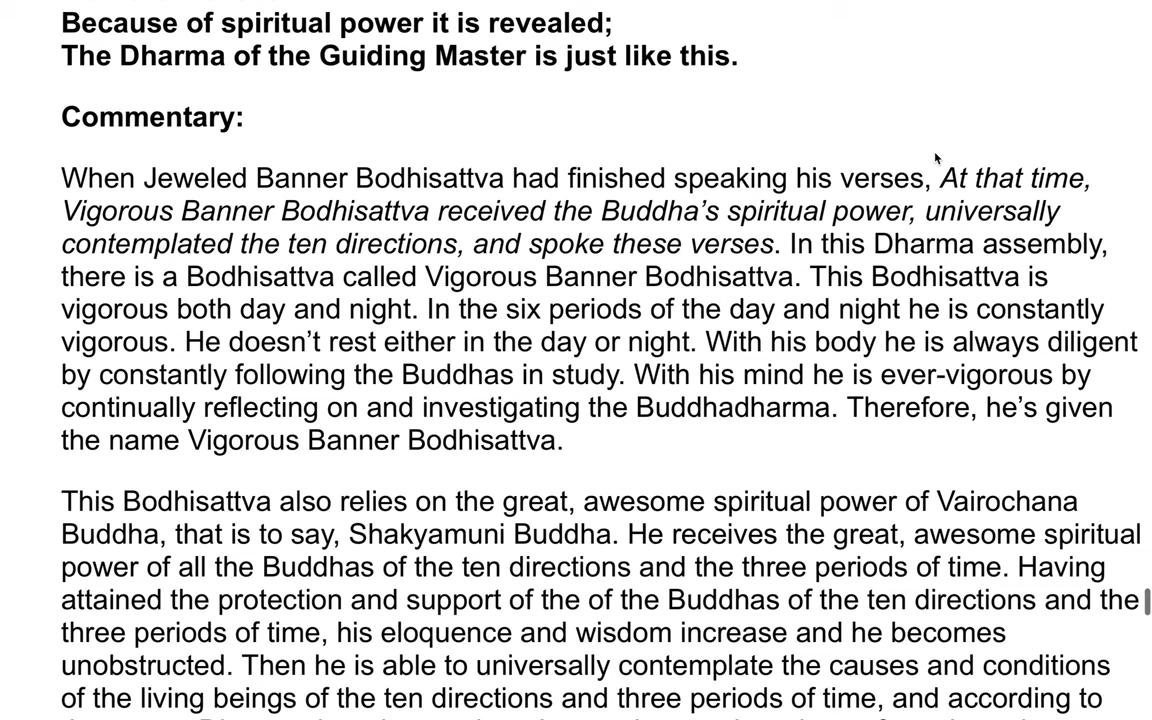 Because of spiritual power it is revealed;
The Dharma of the Guiding Master is just like this.
Commentary:
When Jeweled Banner Bodhisattva had finished speaking his verses, At that time,
Vigorous Banner Bodhisattva received the Buddha’s spiritual power, universally
contemplated the ten directions, and spoke these verses. In this Dharma assembly,
there is a Bodhisattva called Vigorous Banner Bodhisattva. This Bodhisattva is
vigorous both day and night. In the six periods of the day and night he is constantly
vigorous. He doesn’t rest either in the day or night. With his body he is always diligent
by constantly following the Buddhas in study. With his mind he is ever-vigorous by
continually reflecting on and investigating the Buddhadharma. Therefore, he’s given
the name Vigorous Banner Bodhisattva.
This Bodhisattva also relies on the great, awesome spiritual power of Vairochana
Buddha, that is to say, Shakyamuni Buddha. He receives the great, awesome spiritual
power of all the Buddhas of the ten directions and the three periods of time. Having
attained the protection and support of the of the Buddhas of the ten directions and the
three periods of time, his eloquence and wisdom increase and he becomes
unobstructed. Then he is able to universally contemplate the causes and conditions
of the living beings of the ten directions and three periods of time, and according to